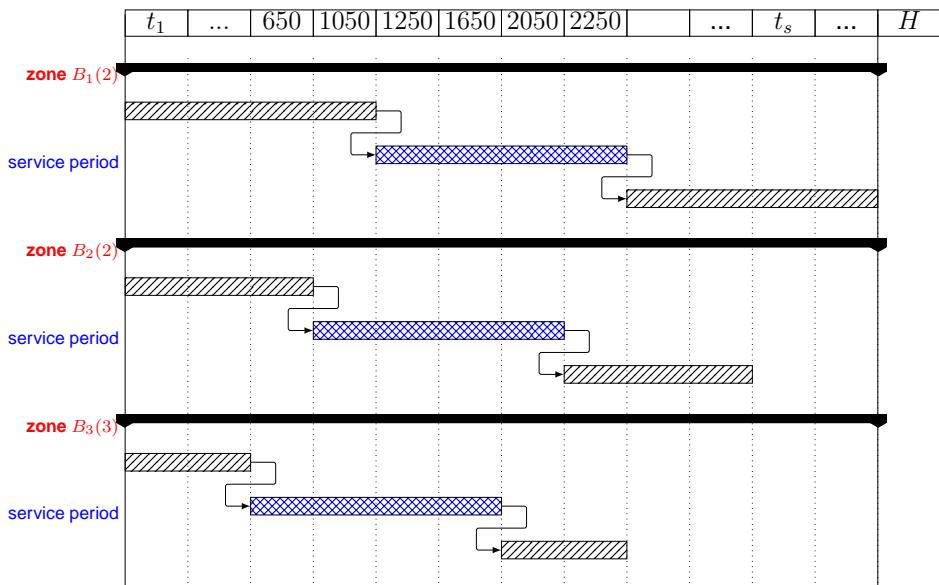 t₁ ... 650 1050 1250 1650 2050 2250 ... tₛ ... H
zone B₁(2)
service period
zone B₂(2)
service period
zone B₃(3)
service period